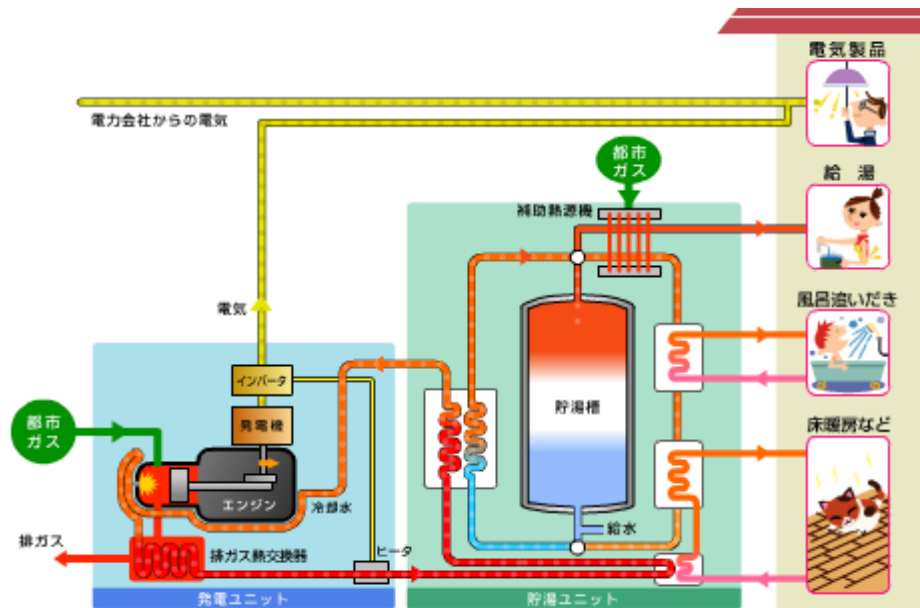 電気製品
電力会社からの電気
都市
ガス
給 湯
補助熱源機
電気
風呂追いだき
インバータ
発電機
貯湯槽
都市
ガス
床暖房など
エンジン
冷却水
給水
排ガス
排ガス熱交換器
ヒータ
発電ユニット
貯湯ユニット